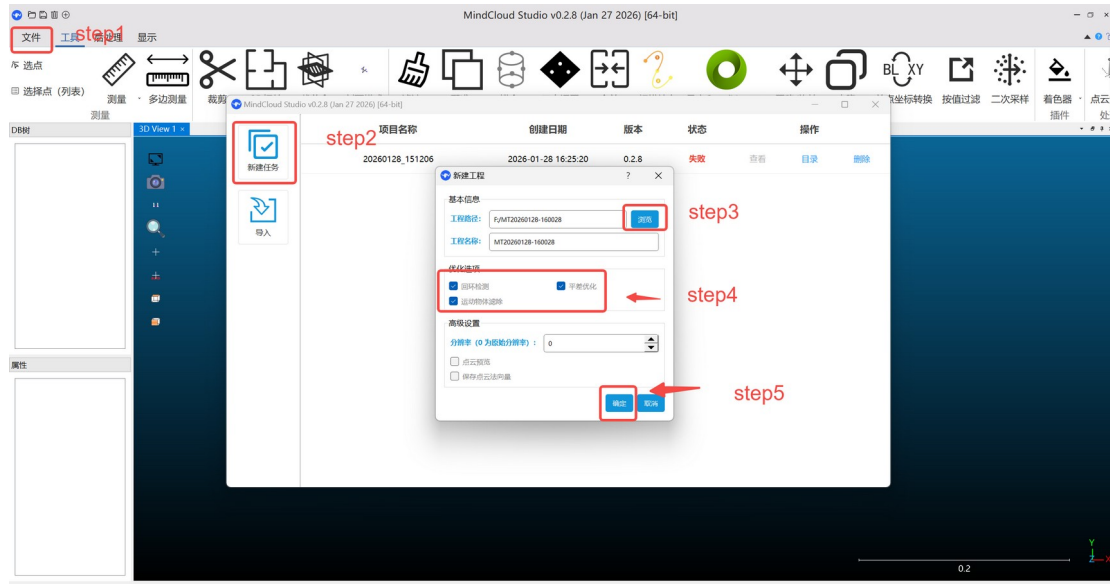 MindCloud Studio v0.2.8 (Jan 27 2026) [64-bit]
文件 工具 后处理 显示
step1
选点
选择点 (列表)
测量 多边测量 裁剪
点坐标转换 按值过滤 二次采样 着色器 点云
BL XY
测量 插件 处
DB树
3D View 1
MindCloud Studio v0.2.8 (Jan 27 2026) [64-bit]
新建任务
导入
step2
项目名称 创建日期 版本 状态 操作
20260128_151206 2026-01-28 16:25:20 0.2.8 失败 查看 目录 删除
新建工程
基本信息
工程路径: F:/MT20260128-160028 浏览
step3
工程名称: MT20260128-160028
优化选项
回环检测 平差优化
运动物体滤除
step4
高级设置
分辨率 (0 为原始分辨率) : 0
点云预览
保存点云法向量
确定 取消
step5
属性
Y
Z
X
0.2